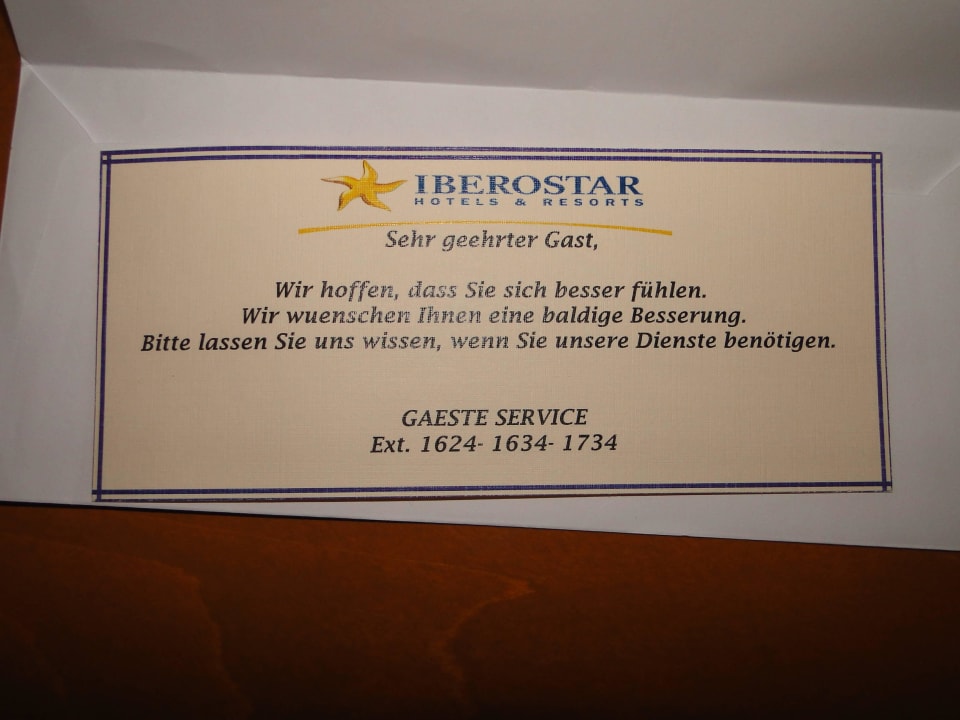 IBEROSTAR
HOTELS & RESORTS
Sehr geehrter Gast,
Wir hoffen, dass Sie sich besser fühlen.
Wir wuenschen Ihnen eine baldige Besserung.
Bitte lassen Sie uns wissen, wenn Sie unsere Dienste benötigen.
GAESTE SERVICE
Ext. 1624- 1634- 1734